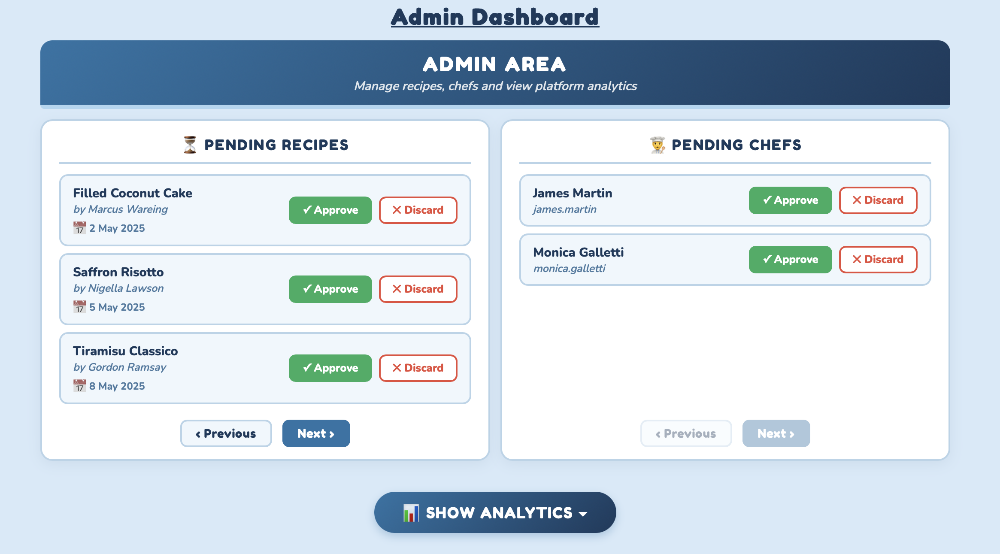 Admin Dashboard
ADMIN AREA
Manage recipes, chefs and view platform analytics
⏳ PENDING RECIPES
Filled Coconut Cake
by Marcus Wareing
📅 2 May 2025
✓ Approve
✕ Discard
Saffron Risotto
by Nigella Lawson
📅 5 May 2025
✓ Approve
✕ Discard
Tiramisu Classico
by Gordon Ramsay
📅 8 May 2025
✓ Approve
✕ Discard
‹ Previous
Next ›
👨‍🍳 PENDING CHEFS
James Martin
james.martin
✓ Approve
✕ Discard
Monica Galletti
monica.galletti
✓ Approve
✕ Discard
‹ Previous
Next ›
📊 SHOW ANALYTICS